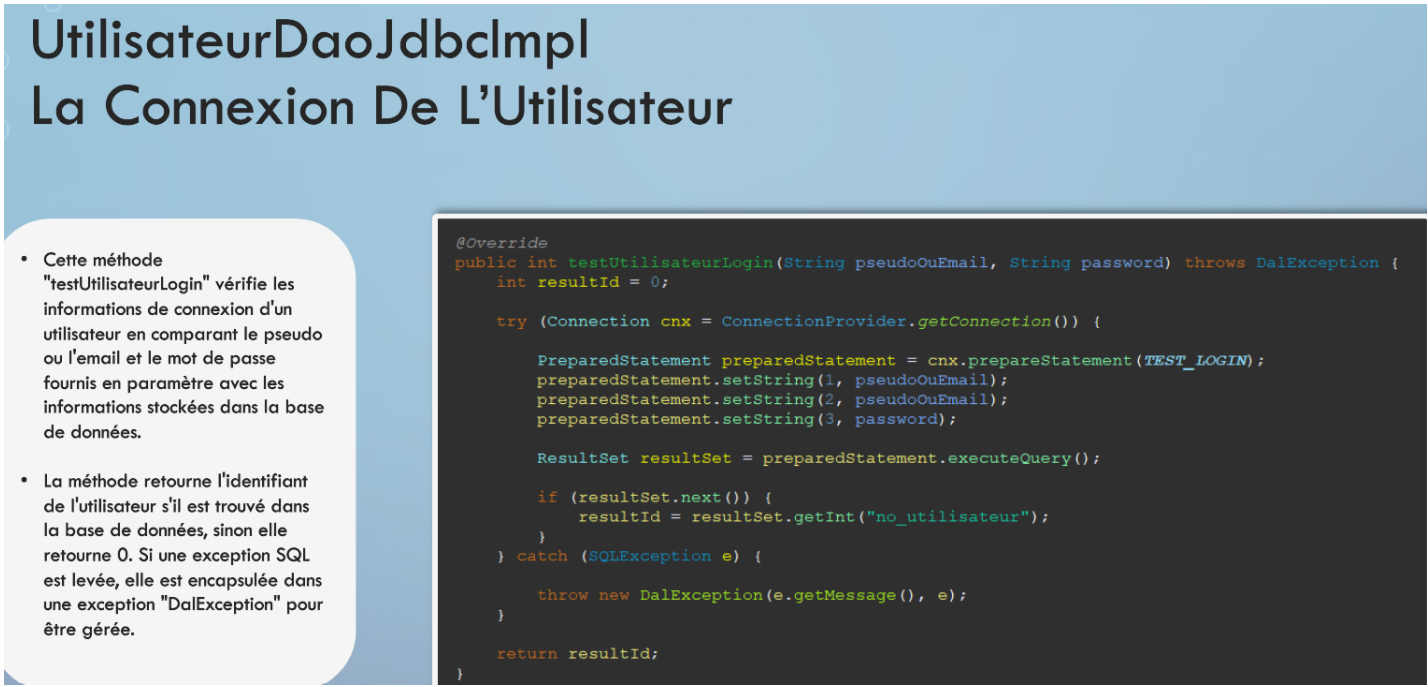 UtilisateurDaoJdbcImpl
La Connexion De L’Utilisateur
• Cette méthode
"testUtilisateurLogin" vérifie les
informations de connexion d'un
utilisateur en comparant le pseudo
ou l'email et le mot de passe
fournis en paramètre avec les
informations stockées dans la base
de données.
• La méthode retourne l'identifiant
de l'utilisateur s'il est trouvé dans
la base de données, sinon elle
retourne 0. Si une exception SQL
est levée, elle est encapsulée dans
une exception "DalException" pour
être gérée.
@Override
public int testUtilisateurLogin(String pseudoOuEmail, String password) throws DalException {
    int resultId = 0;
    try (Connection cnx = ConnectionProvider.getConnection()) {
        PreparedStatement preparedStatement = cnx.prepareStatement(TEST_LOGIN);
        preparedStatement.setString(1, pseudoOuEmail);
        preparedStatement.setString(2, pseudoOuEmail);
        preparedStatement.setString(3, password);
        ResultSet resultSet = preparedStatement.executeQuery();
        if (resultSet.next()) {
            resultId = resultSet.getInt("no_utilisateur");
        }
    } catch (SQLException e) {
        throw new DalException(e.getMessage(), e);
    }
    return resultId;
}